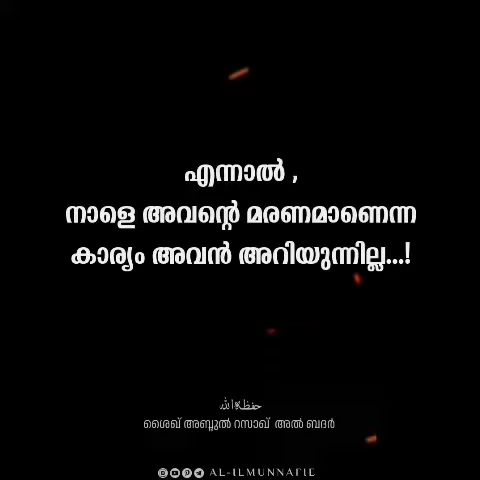 എന്നാൽ ,
നാളെ അവന്റെ മരണമാണെന്ന
കാര്യം അവൻ അറിയുന്നില്ല...!
حفظه الله
ശൈഖ് അബ്ദുൽ റസാഖ് അൽ ബദർ
AL-ILMUNNAFIE